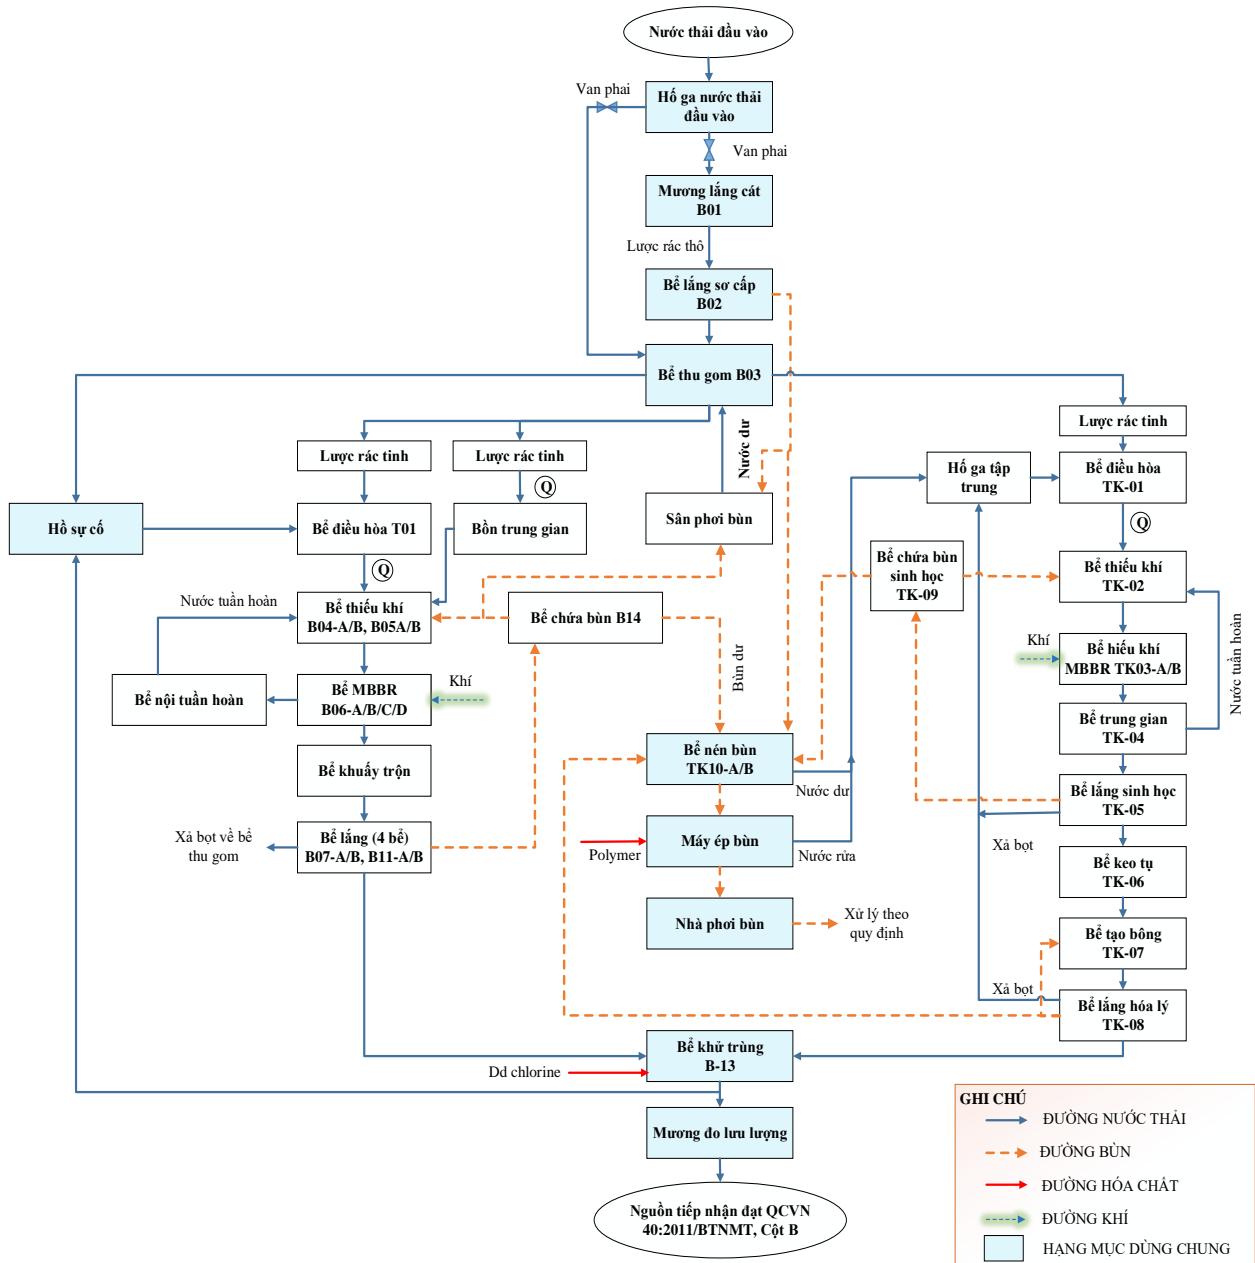 Nước thải đầu vào
Van phai
Hố ga nước thải
đầu vào
Van phai
Mương lắng cát
B01
Lược rác thô
Bể lắng sơ cấp
B02
Bể thu gom B03
Lược rác tinh
Lược rác tinh
Lược rác tinh
Nước dư
Q
Hố ga tập
trung
Bể điều hòa
TK-01
Hồ sự cố
Bể điều hòa T01
Bồn trung gian
Sân phơi bùn
Q
Q
Bể chứa bùn
sinh học
TK-09
Bể thiếu khí
TK-02
Nước tuần hoàn
Bể thiếu khí
B04-A/B, B05A/B
Bể chứa bùn B14
Bùn dư
Khí
Bể hiếu khí
MBBR TK03-A/B
Nước tuần hoàn
Bể nội tuần hoàn
Bể MBBR
B06-A/B/C/D
Khí
Bể trung gian
TK-04
Bể khuấy trộn
Bể nén bùn
TK10-A/B
Nước dư
Bể lắng sinh học
TK-05
Xả bọt về bể
thu gom
Bể lắng (4 bể)
B07-A/B, B11-A/B
Polymer
Máy ép bùn
Nước rửa
Xả bọt
Bể keo tụ
TK-06
Nhà phơi bùn
Xử lý theo
quy định
Bể tạo bông
TK-07
Xả bọt
Bể lắng hóa lý
TK-08
Bể khử trùng
B-13
Dd chlorine
Mương đo lưu lượng
Nguồn tiếp nhận đạt QCVN
40:2011/BTNMT, Cột B
GHI CHÚ
ĐƯỜNG NƯỚC THẢI
ĐƯỜNG BÙN
ĐƯỜNG HÓA CHẤT
ĐƯỜNG KHÍ
HẠNG MỤC DÙNG CHUNG